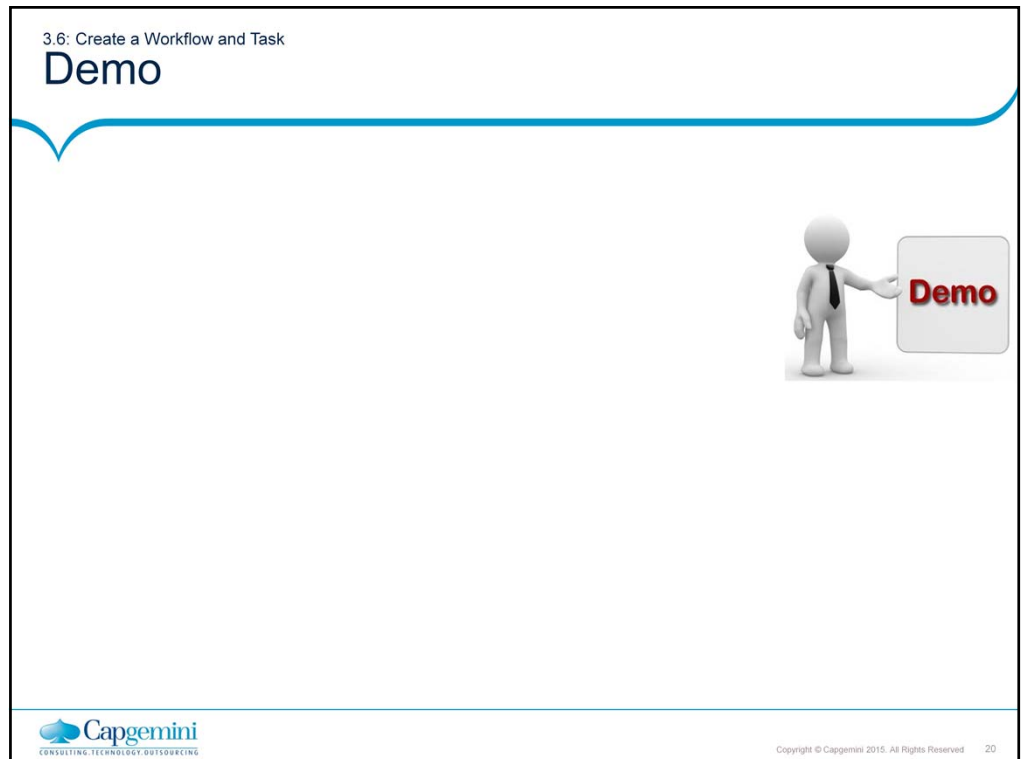 3.6: Create a Workflow and Task
Demo
Demo
Capgemini
CONSULTING.TECHNOLOGY.OUTSOURCING
Copyright © Capgemini 2015. All Rights Reserved 20